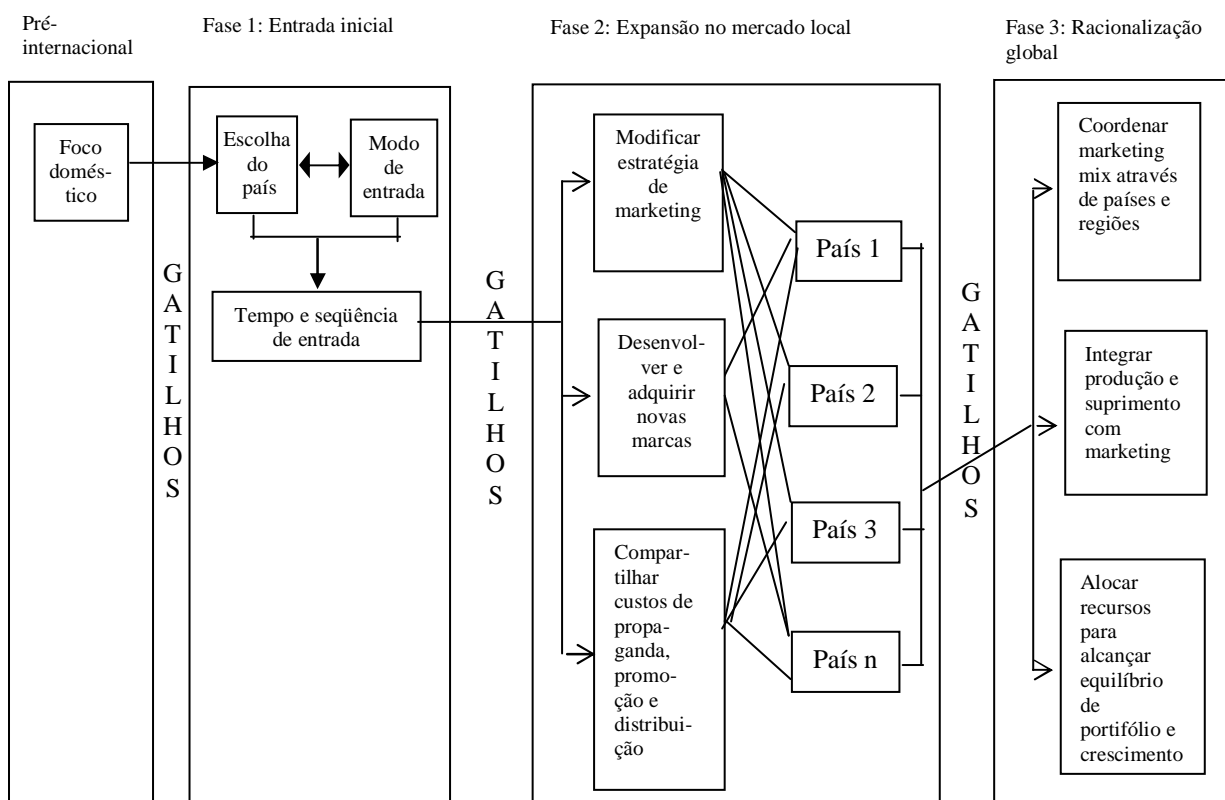 Pré-
internacional
Fase 1: Entrada inicial
Fase 2: Expansão no mercado local
Fase 3: Racionalização
global
Foco
domés-
tico
G
A
T
I
L
H
O
S
Escolha
do
país
Modo
de
entrada
Tempo e seqüência
de entrada
G
A
T
I
L
H
O
S
Modificar
estratégia
de
marketing
Desenvol-
ver e
adquirir
novas
marcas
Compar-
tilhar
custos de
propa-
ganda,
promo-
ção e
distribui-
ção
País 1
País 2
País 3
País n
G
A
T
I
L
H
O
S
Coordenar
marketing
mix através
de países e
regiões
Integrar
produção e
suprimento
com
marketing
Alocar
recursos
para
alcançar
equilíbrio
de
portifólio e
crescimento